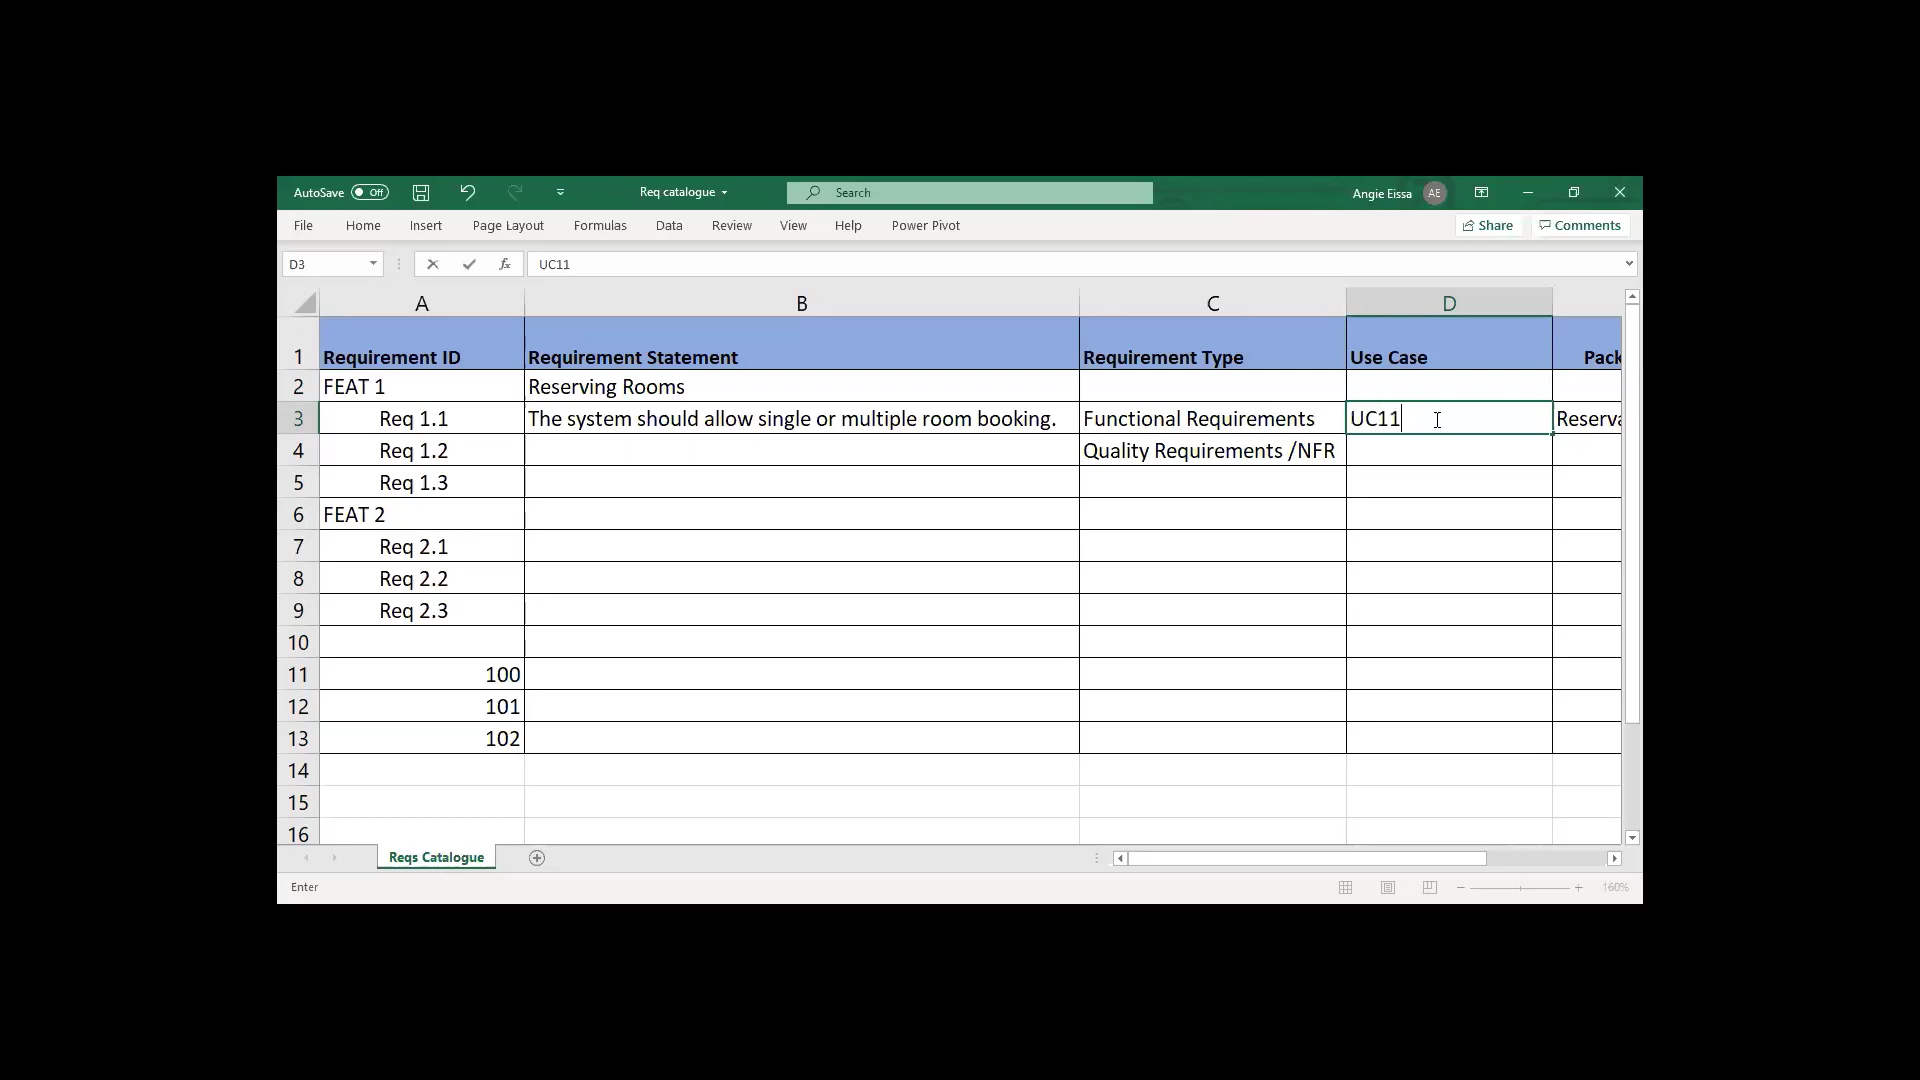 AutoSave Off Req catalogue Search Angie Eissa AE
File Home Insert Page Layout Formulas Data Review View Help Power Pivot Share Comments
D3 fx UC11
A B C D
1 Requirement ID Requirement Statement Requirement Type Use Case Pack
2 FEAT 1 Reserving Rooms
3 Req 1.1 The system should allow single or multiple room booking. Functional Requirements UC11 Reserva
4 Req 1.2 Quality Requirements /NFR
5 Req 1.3
6 FEAT 2
7 Req 2.1
8 Req 2.2
9 Req 2.3
10
11 100
12 101
13 102
14
15
16
Reqs Catalogue
Enter 160%